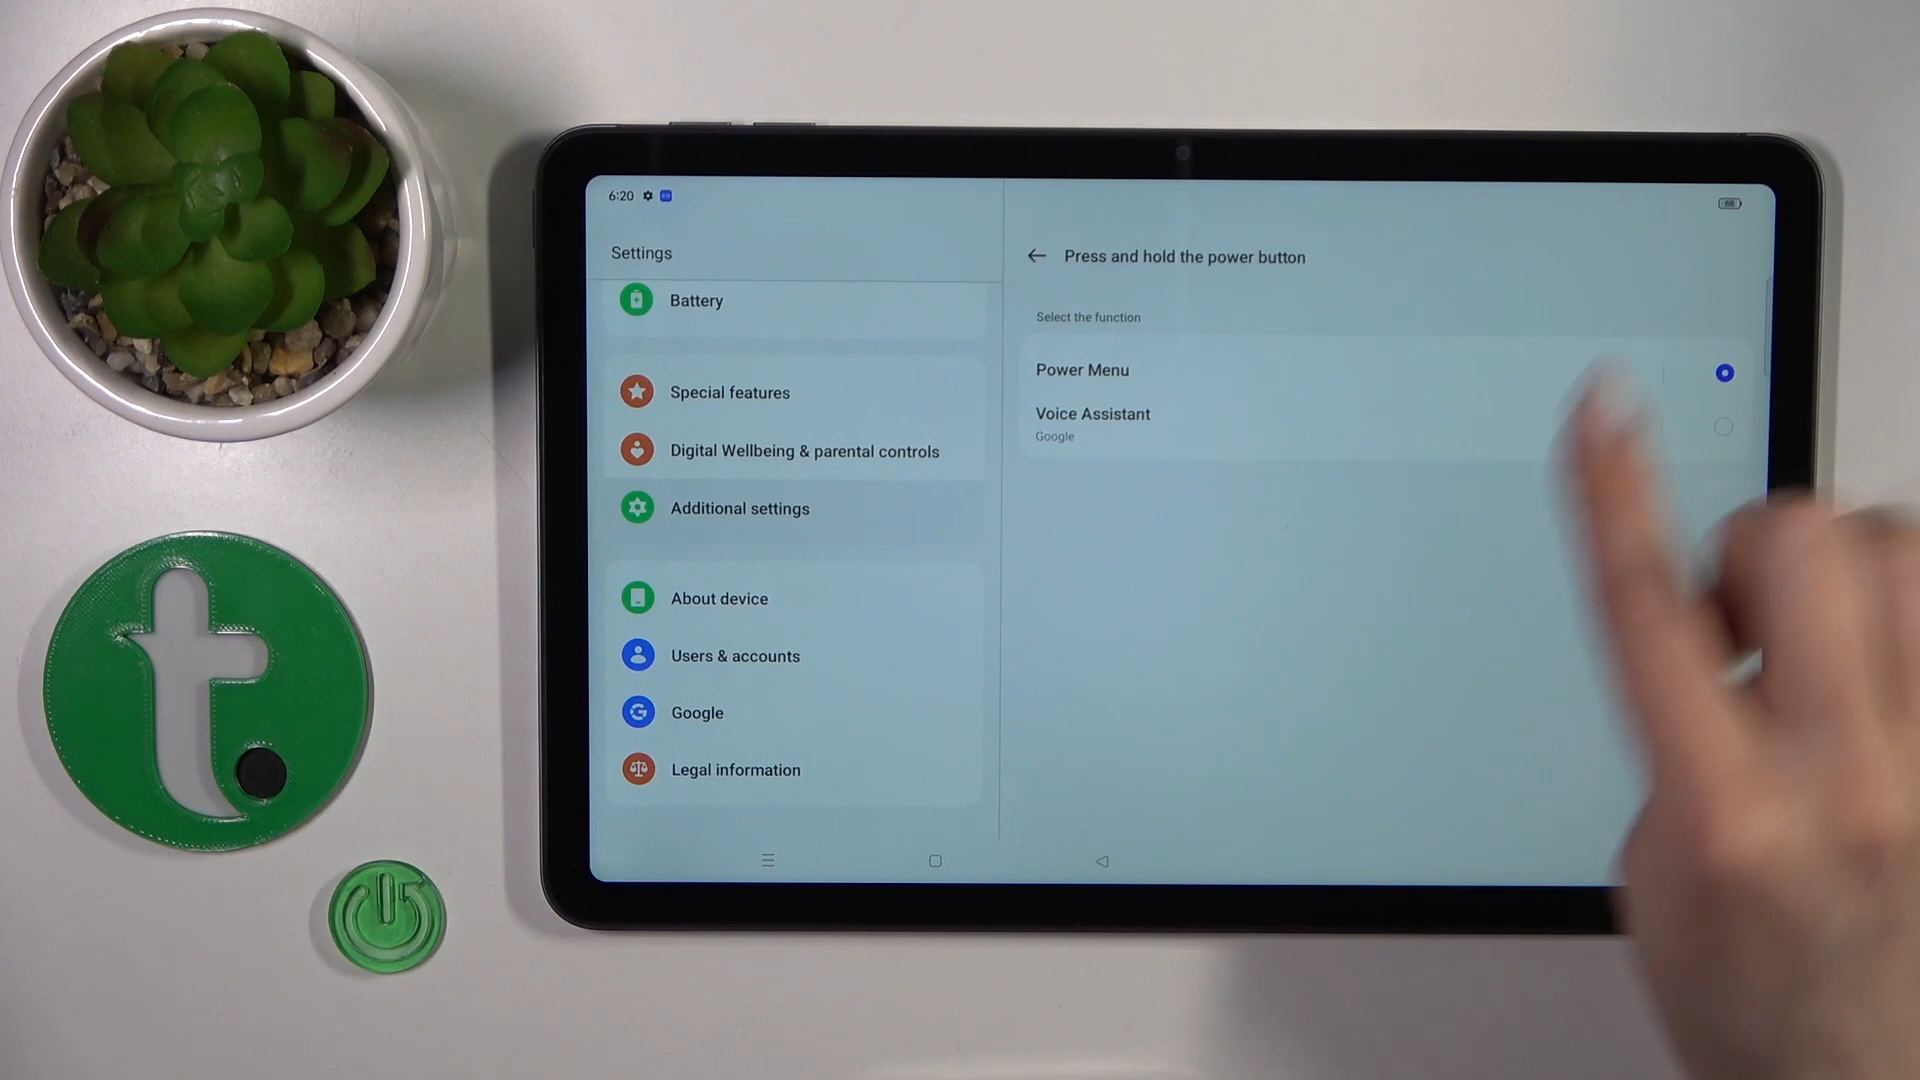 6:20
88
Settings
Battery
Special features
Digital Wellbeing & parental controls
Additional settings
About device
Users & accounts
Google
Legal information
Press and hold the power button
Select the function
Power Menu
Voice Assistant
Google
t